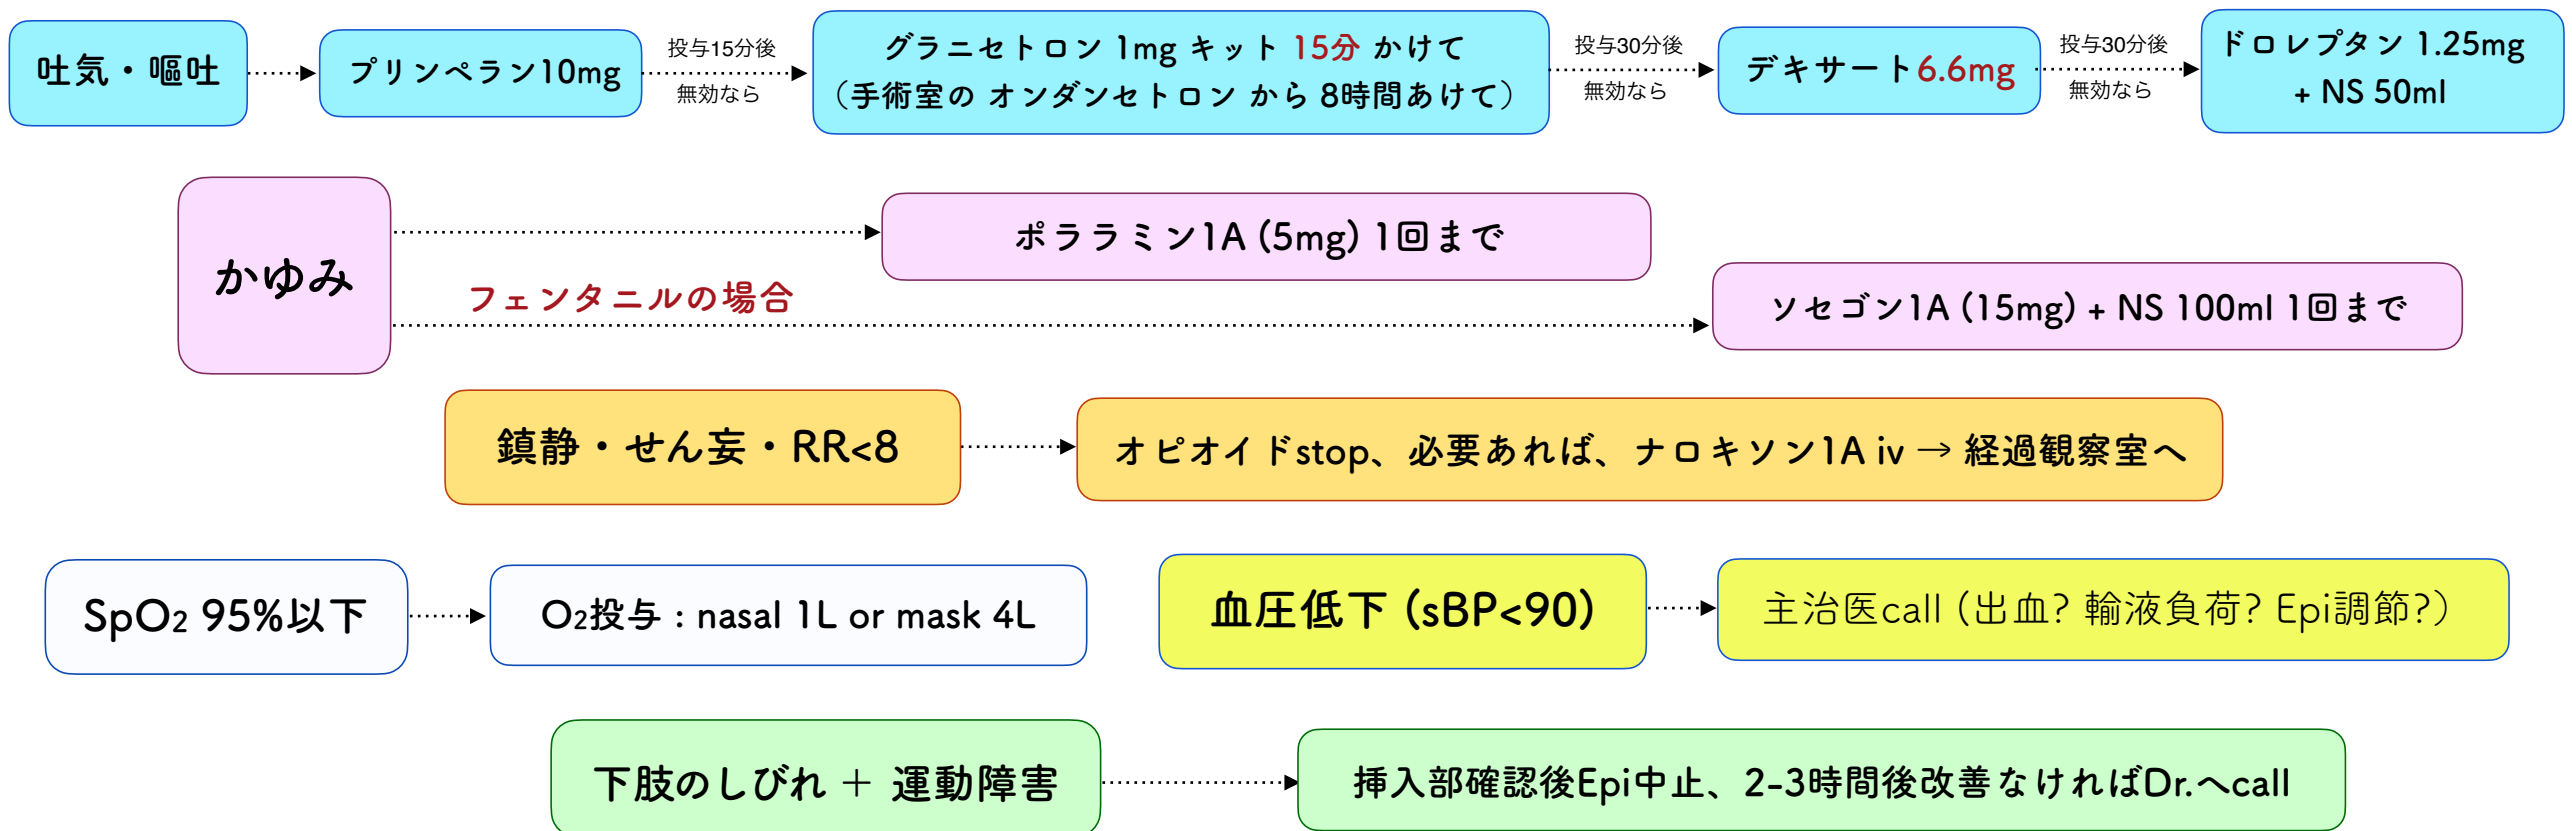 吐気・嘔吐
プリンペラン10mg
投与15分後
無効なら
グラニセトロン 1mg キット 15分 かけて
（手術室の オンダンセトロン から 8時間あけて）
投与30分後
無効なら
デキサート6.6mg
投与30分後
無効なら
ドロレプタン 1.25mg
+ NS 50ml
かゆみ
ポララミン1A (5mg) 1回まで
フェンタニルの場合
ソセゴン1A (15mg) + NS 100ml 1回まで
鎮静・せん妄・RR<8
オピオイドstop、必要あれば、ナロキソン1A iv → 経過観察室へ
SpO2 95%以下
O2投与 : nasal 1L or mask 4L
血圧低下 (sBP<90)
主治医call (出血? 輸液負荷? Epi調節?）
下肢のしびれ ＋ 運動障害
挿入部確認後Epi中止、2-3時間後改善なければDr.へcall